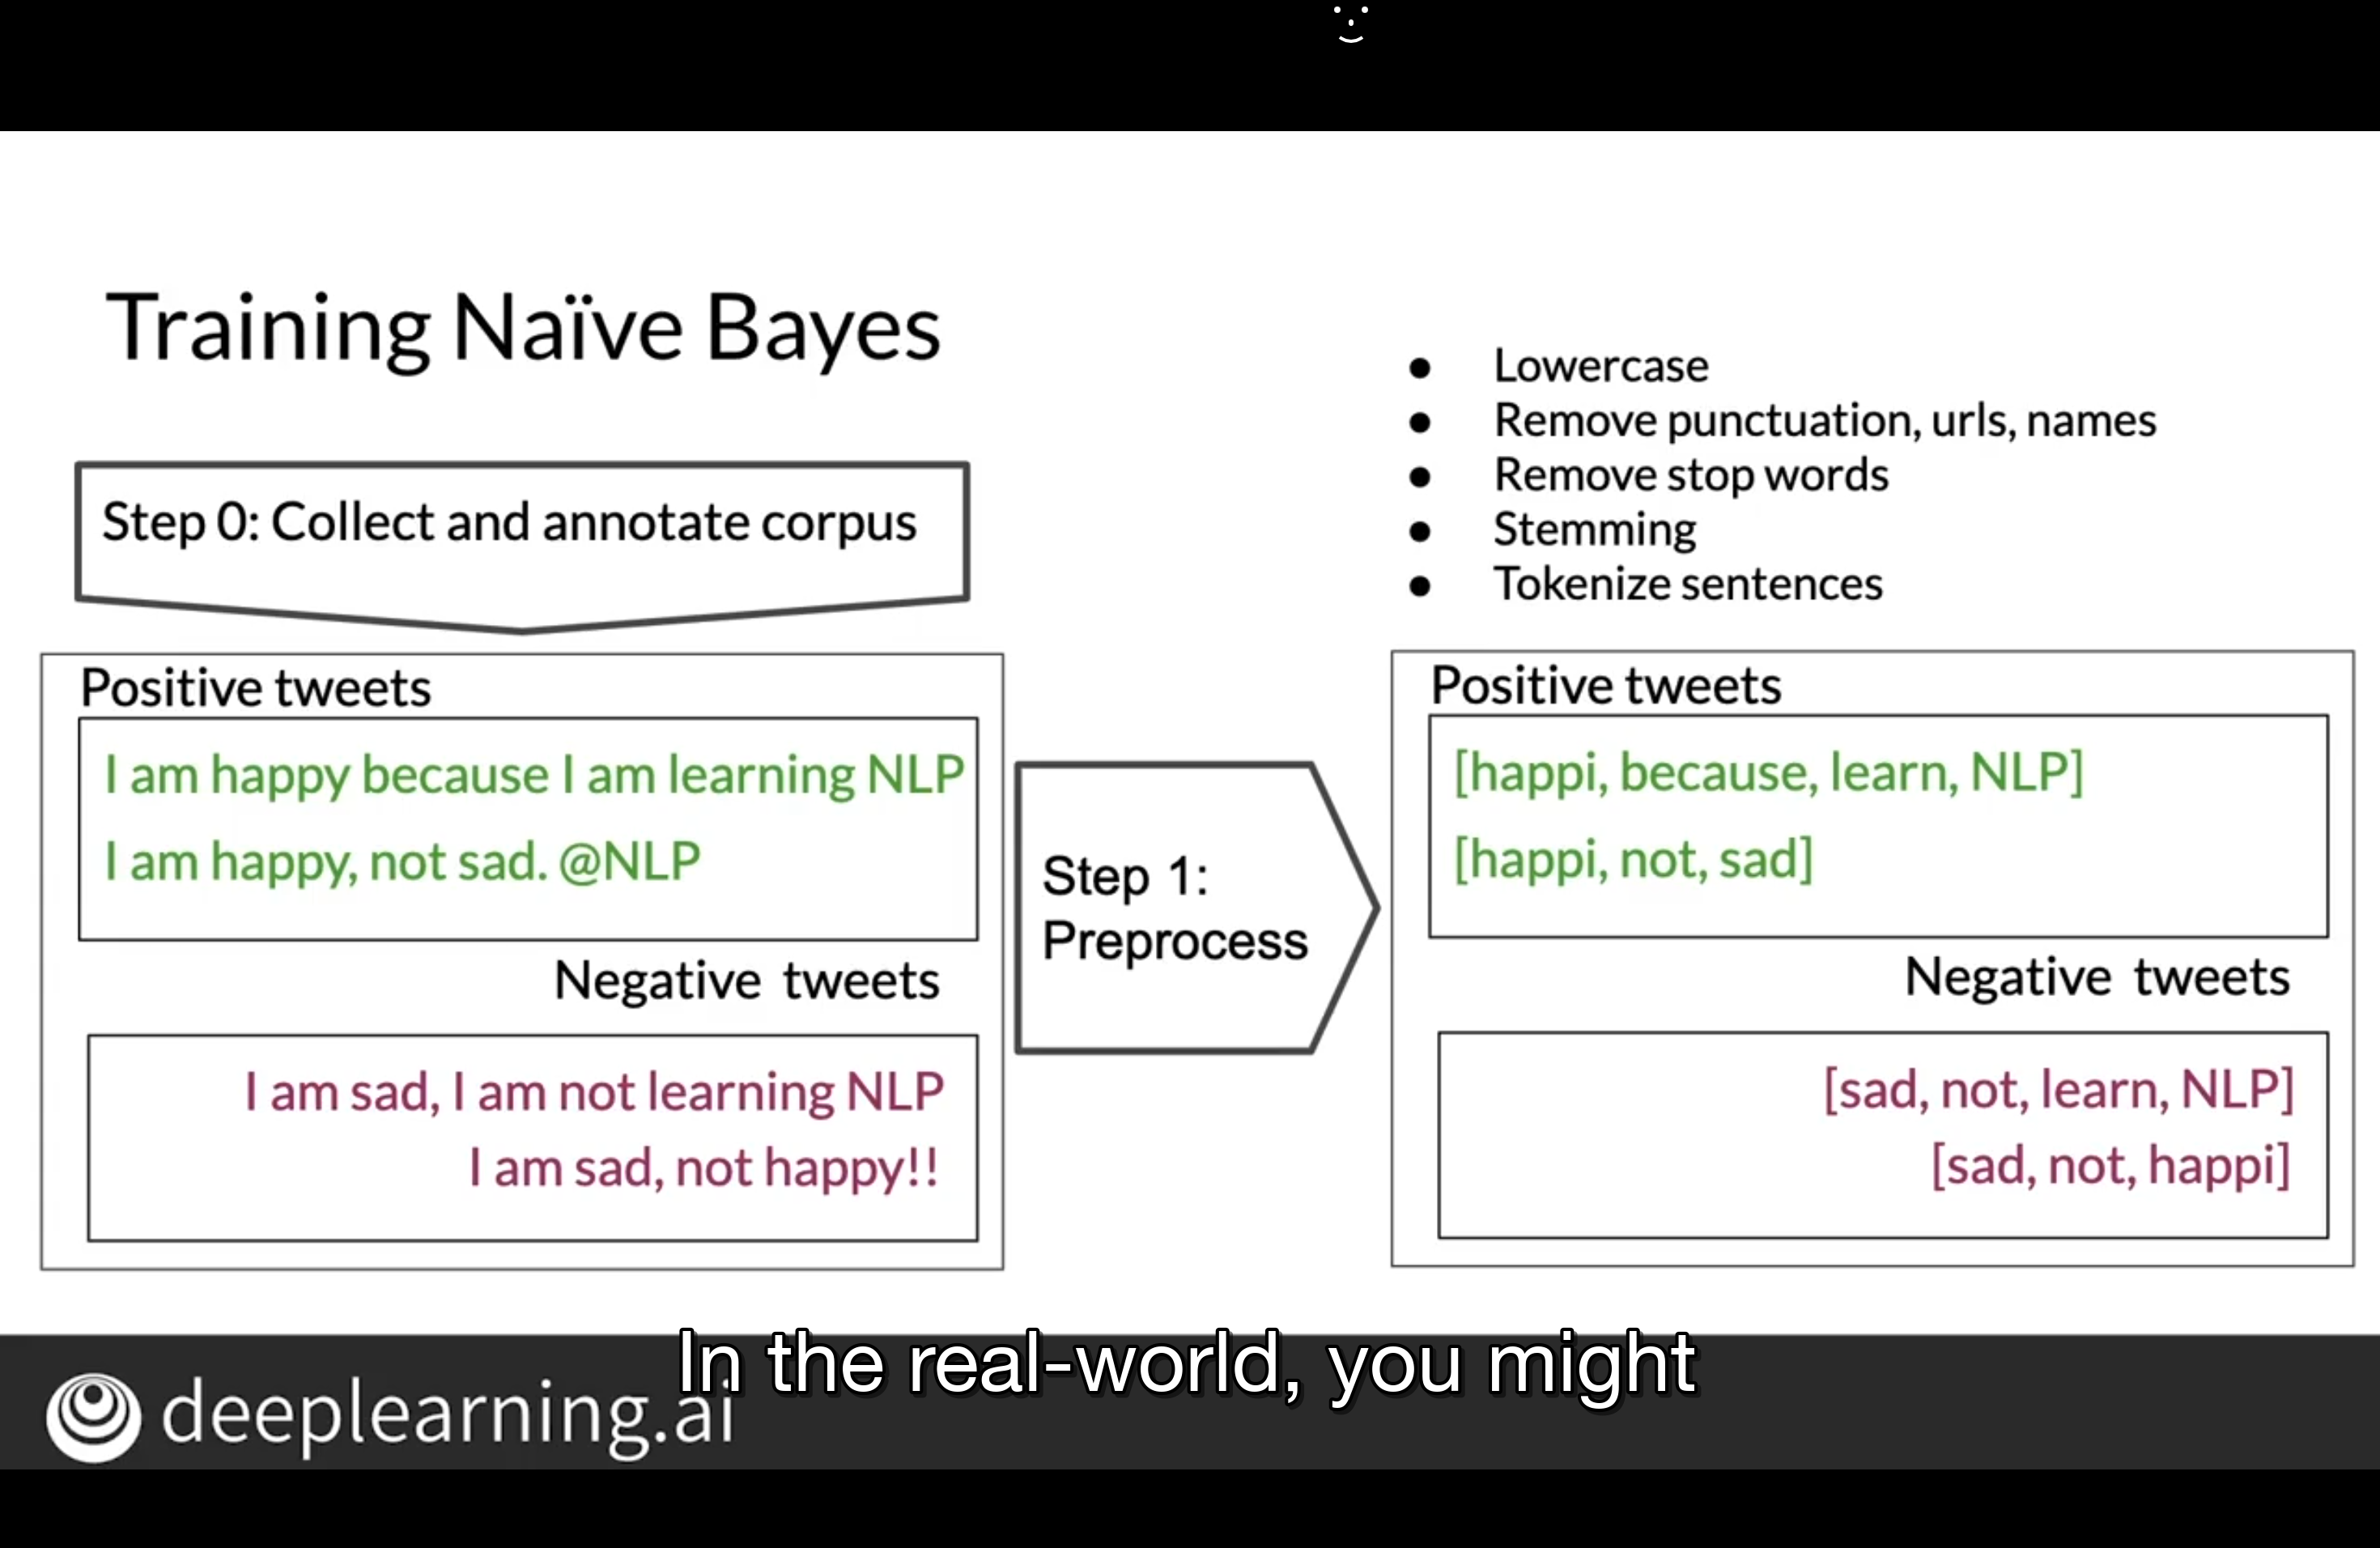 Training Naïve Bayes
Step 0: Collect and annotate corpus
Positive tweets
I am happy because I am learning NLP
I am happy, not sad. @NLP
Negative tweets
I am sad, I am not learning NLP
I am sad, not happy!!
Step 1:
Preprocess
● Lowercase
● Remove punctuation, urls, names
● Remove stop words
● Stemming
● Tokenize sentences
Positive tweets
[happi, because, learn, NLP]
[happi, not, sad]
Negative tweets
[sad, not, learn, NLP]
[sad, not, happi]
In the real-world, you might
deeplearning.ai